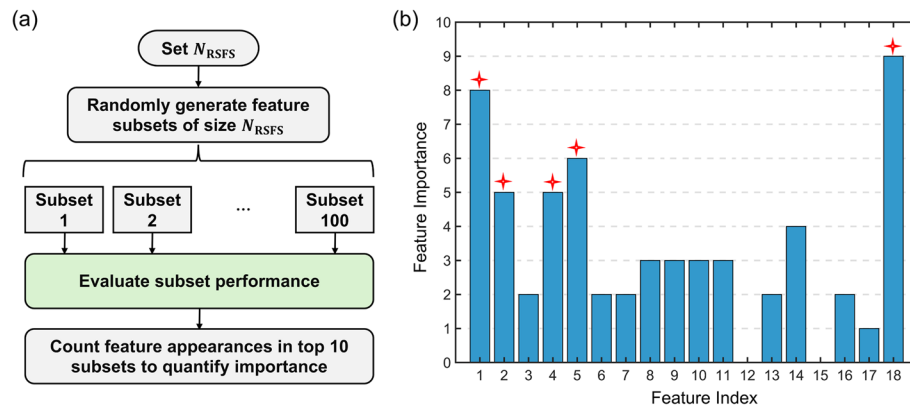 (a)
Set N_RSFS
Randomly generate feature
subsets of size N_RSFS
Subset
1
Subset
2
...
Subset
100
Evaluate subset performance
Count feature appearances in top 10
subsets to quantify importance
(b)
Feature Importance
10
9
8
7
6
5
4
3
2
1
0
1 2 3 4 5 6 7 8 9 10 11 12 13 14 15 16 17 18
Feature Index